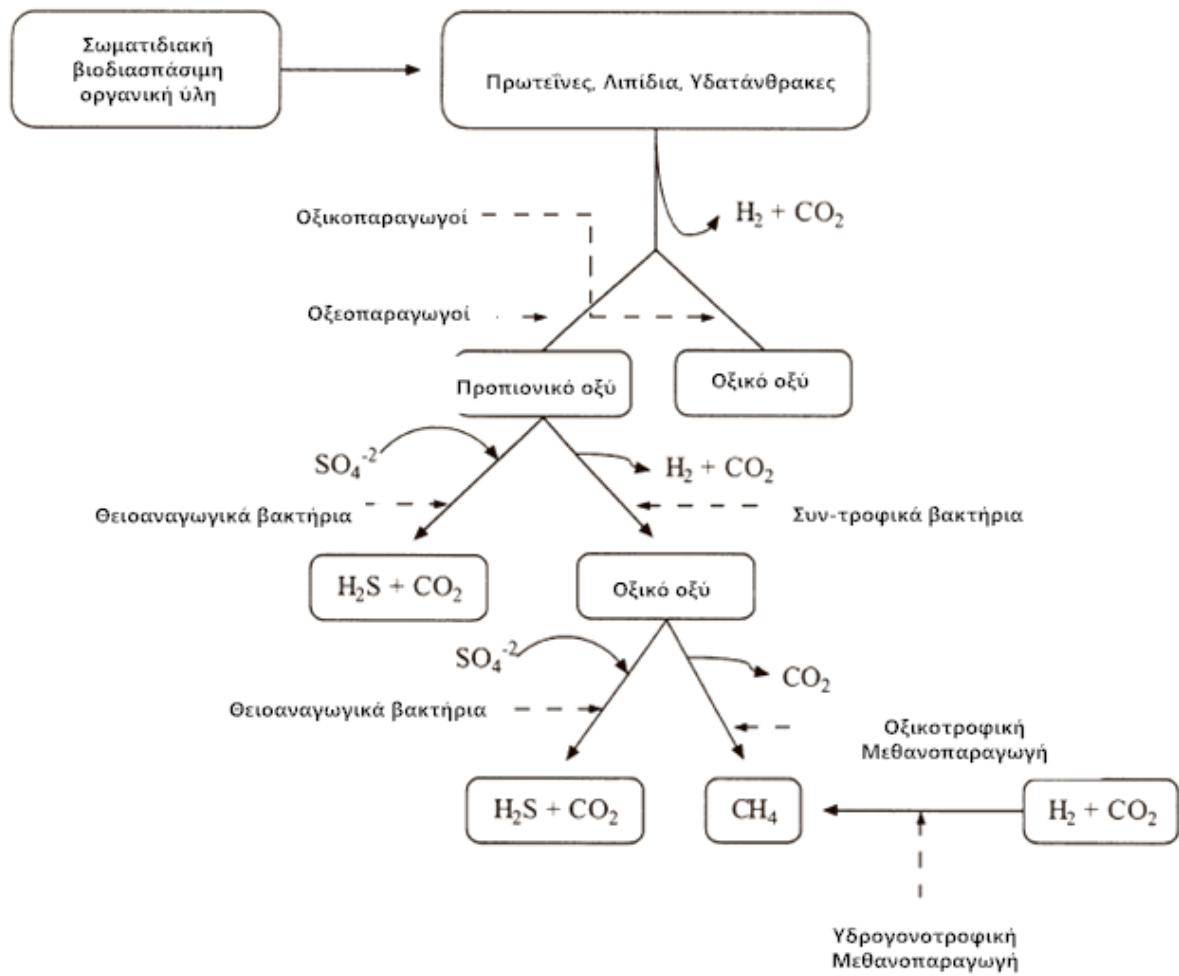 Σωματιδιακή
βιοδιασπάσιμη
οργανική ύλη
Πρωτεΐνες, Λιπίδια, Υδατάνθρακες
Οξικοπαραγωγοί
H₂ + CO₂
Οξεοπαραγωγοί
Προπιονικό οξύ
Οξικό οξύ
SO₄⁻²
H₂ + CO₂
Θειοαναγωγικά βακτήρια
Συν-τροφικά βακτήρια
H₂S + CO₂
Οξικό οξύ
SO₄⁻²
CO₂
Θειοαναγωγικά βακτήρια
Οξικοτροφική
Μεθανοπαραγωγή
H₂S + CO₂
CH₄
H₂ + CO₂
Υδρογονοτροφική
Μεθανοπαραγωγή